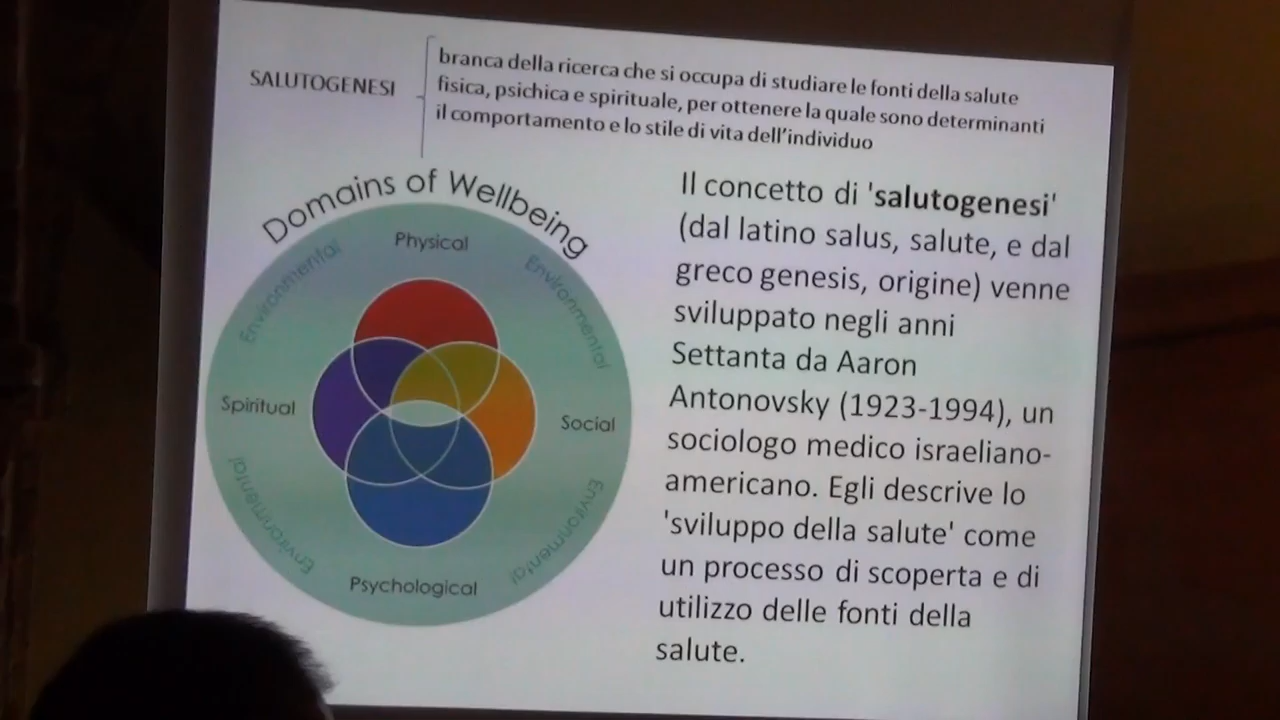 SALUTOGENESI
branca della ricerca che si occupa di studiare le fonti della salute
fisica, psichica e spirituale, per ottenere la quale sono determinanti
il comportamento e lo stile di vita dell'individuo
Domains of Wellbeing
Physical
Environmental
Environmental
Spiritual
Social
Environmental
Environmental
Psychological
Il concetto di 'salutogenesi'
(dal latino salus, salute, e dal
greco genesis, origine) venne
sviluppato negli anni
Settanta da Aaron
Antonovsky (1923-1994), un
sociologo medico israeliano-
americano. Egli descrive lo
'sviluppo della salute' come
un processo di scoperta e di
utilizzo delle fonti della
salute.